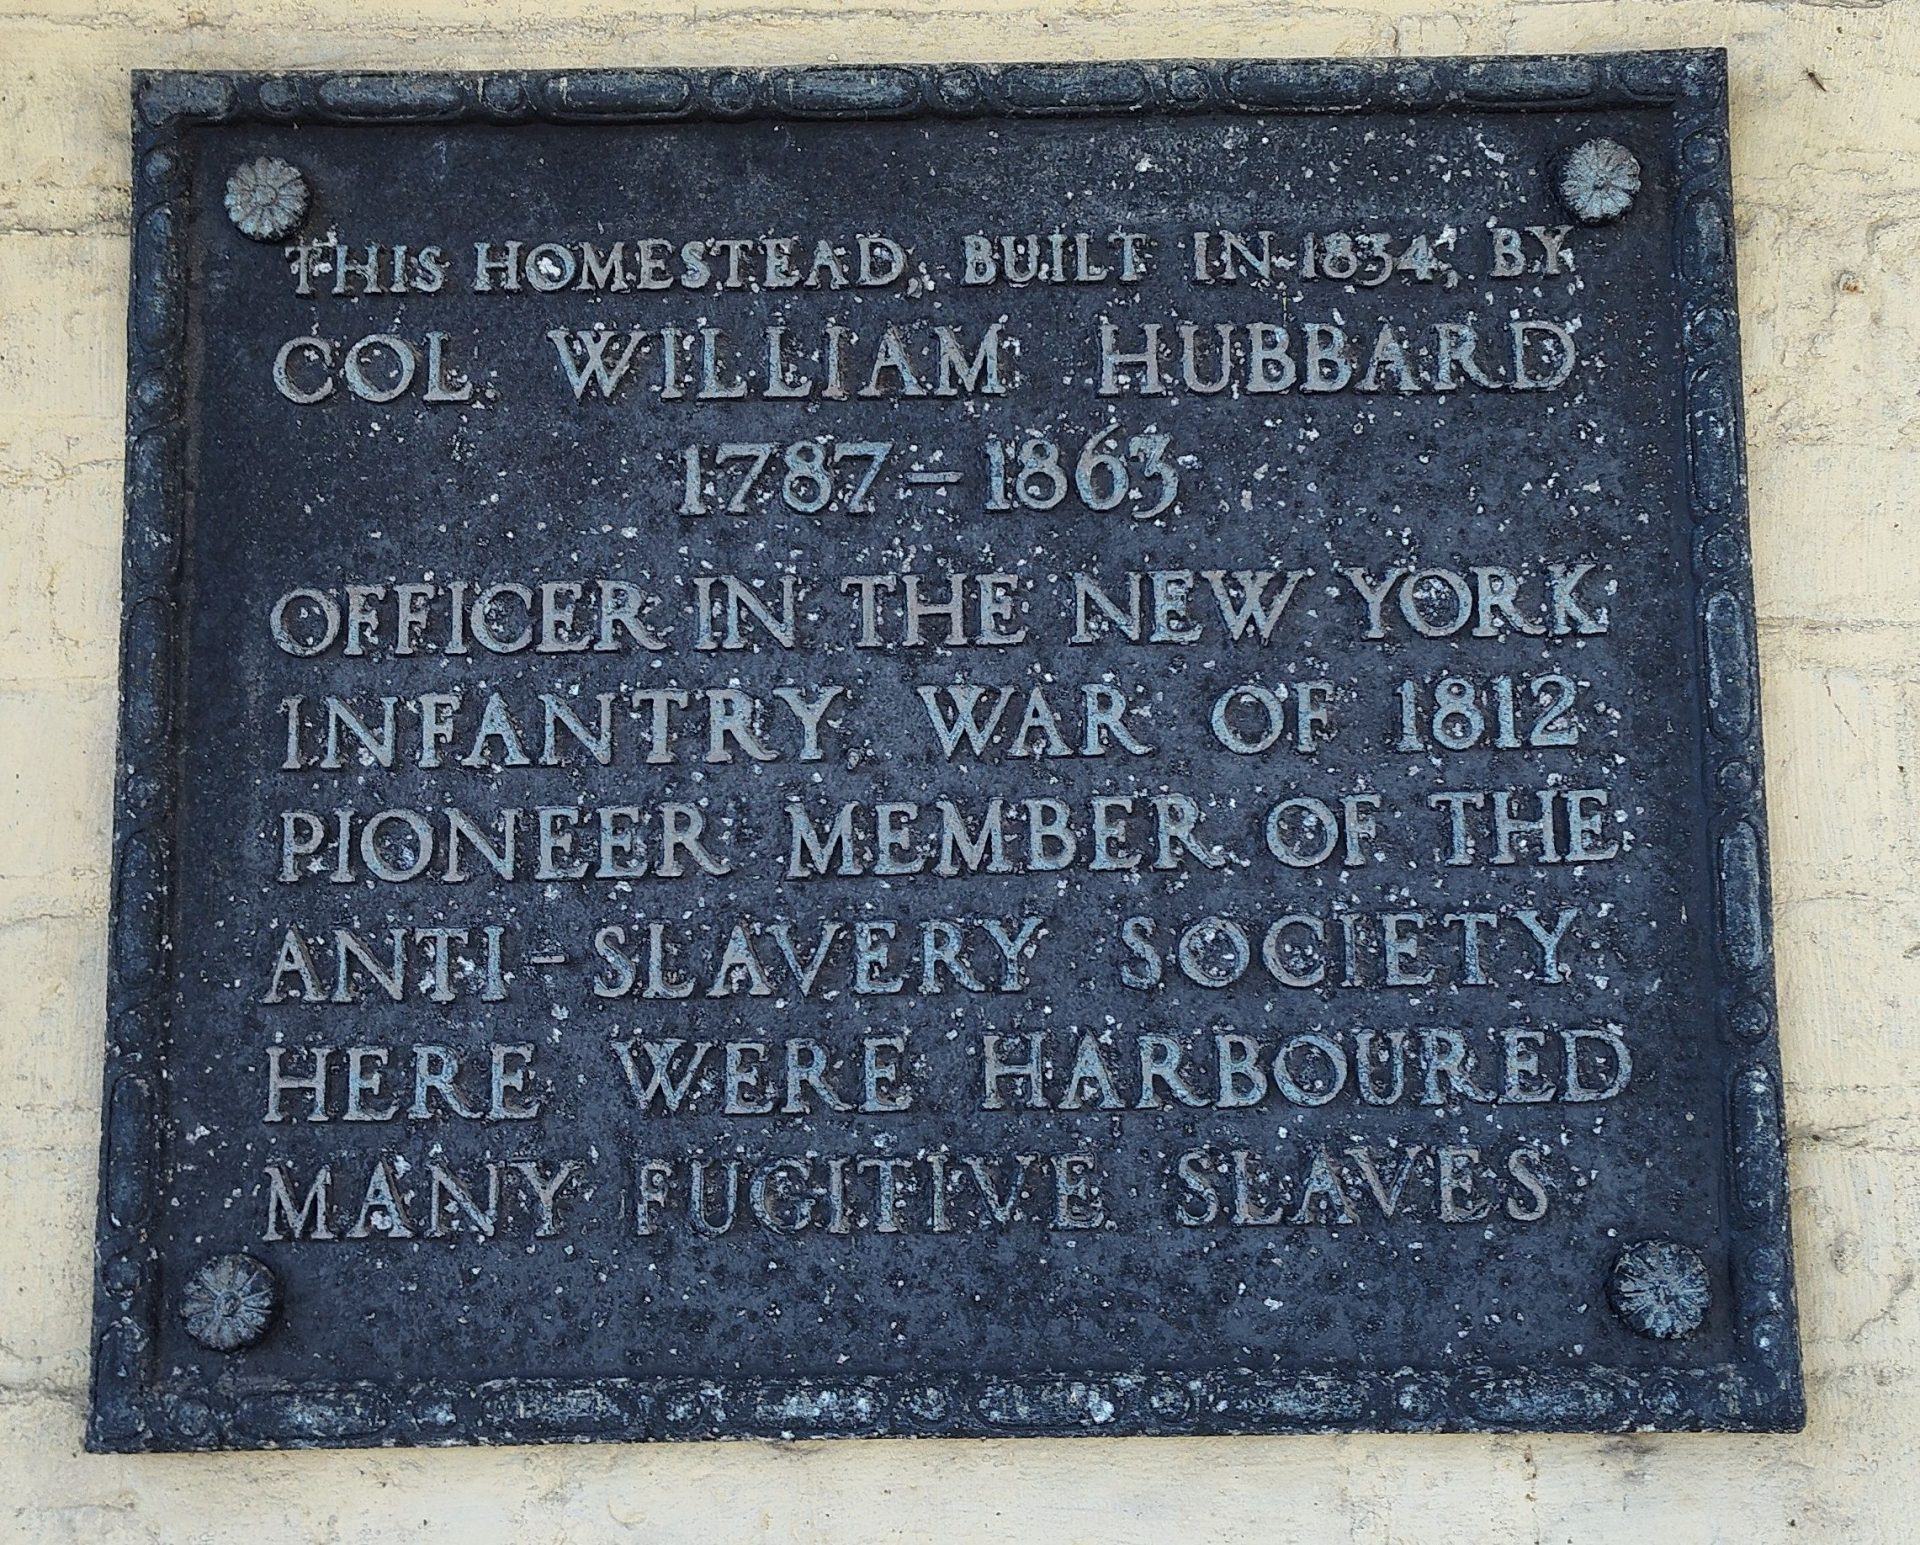 THIS HOMESTEAD, BUILT IN 1834, BY
COL. WILLIAM HUBBARD
1787-1863
OFFICER IN THE NEW YORK
INFANTRY, WAR OF 1812
PIONEER MEMBER OF THE
ANTI-SLAVERY SOCIETY
HERE WERE HARBOURED
MANY FUGITIVE SLAVES